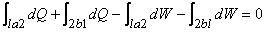 ∫_{la2} dQ + ∫_{2b1} dQ − ∫_{la2} dW − ∫_{2bl} dW = 0